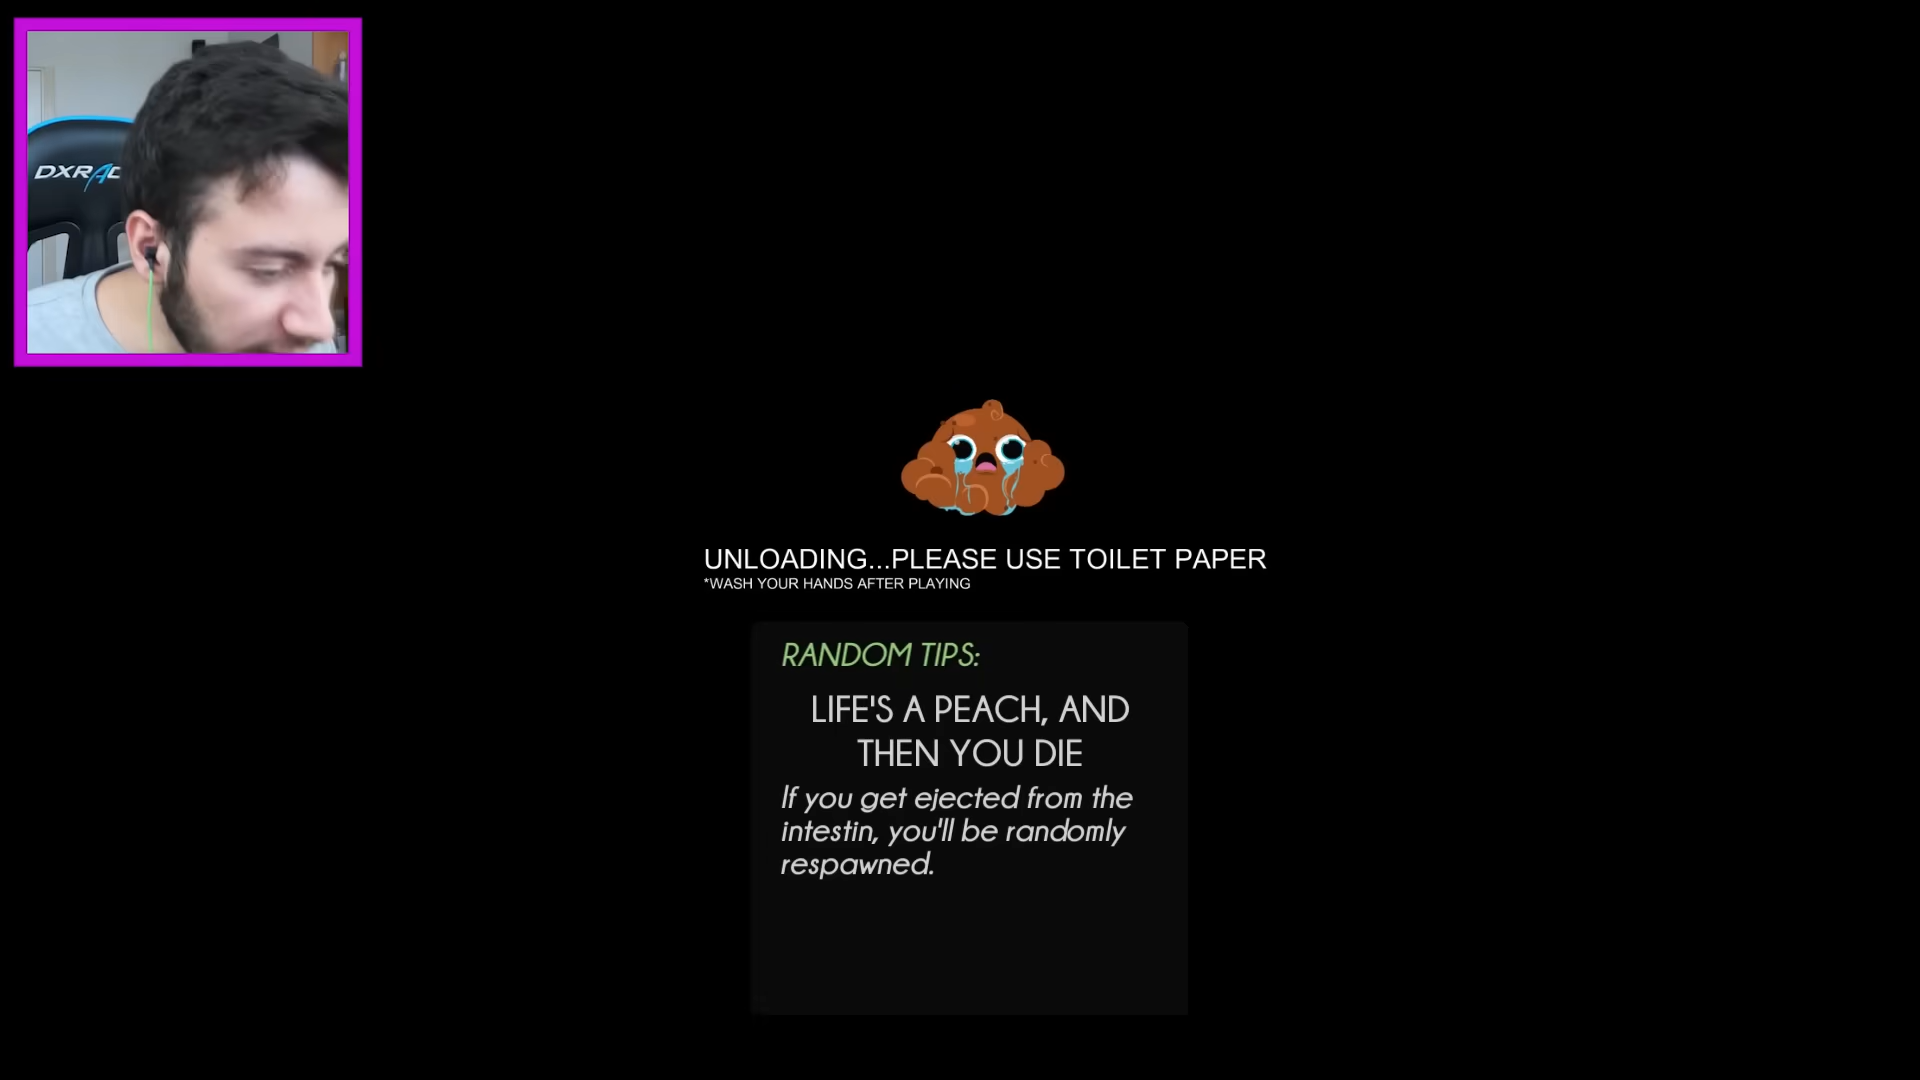 DXRAC
UNLOADING...PLEASE USE TOILET PAPER
*WASH YOUR HANDS AFTER PLAYING
RANDOM TIPS:
LIFE'S A PEACH, AND
THEN YOU DIE
If you get ejected from the
intestin, you'll be randomly
respawned.